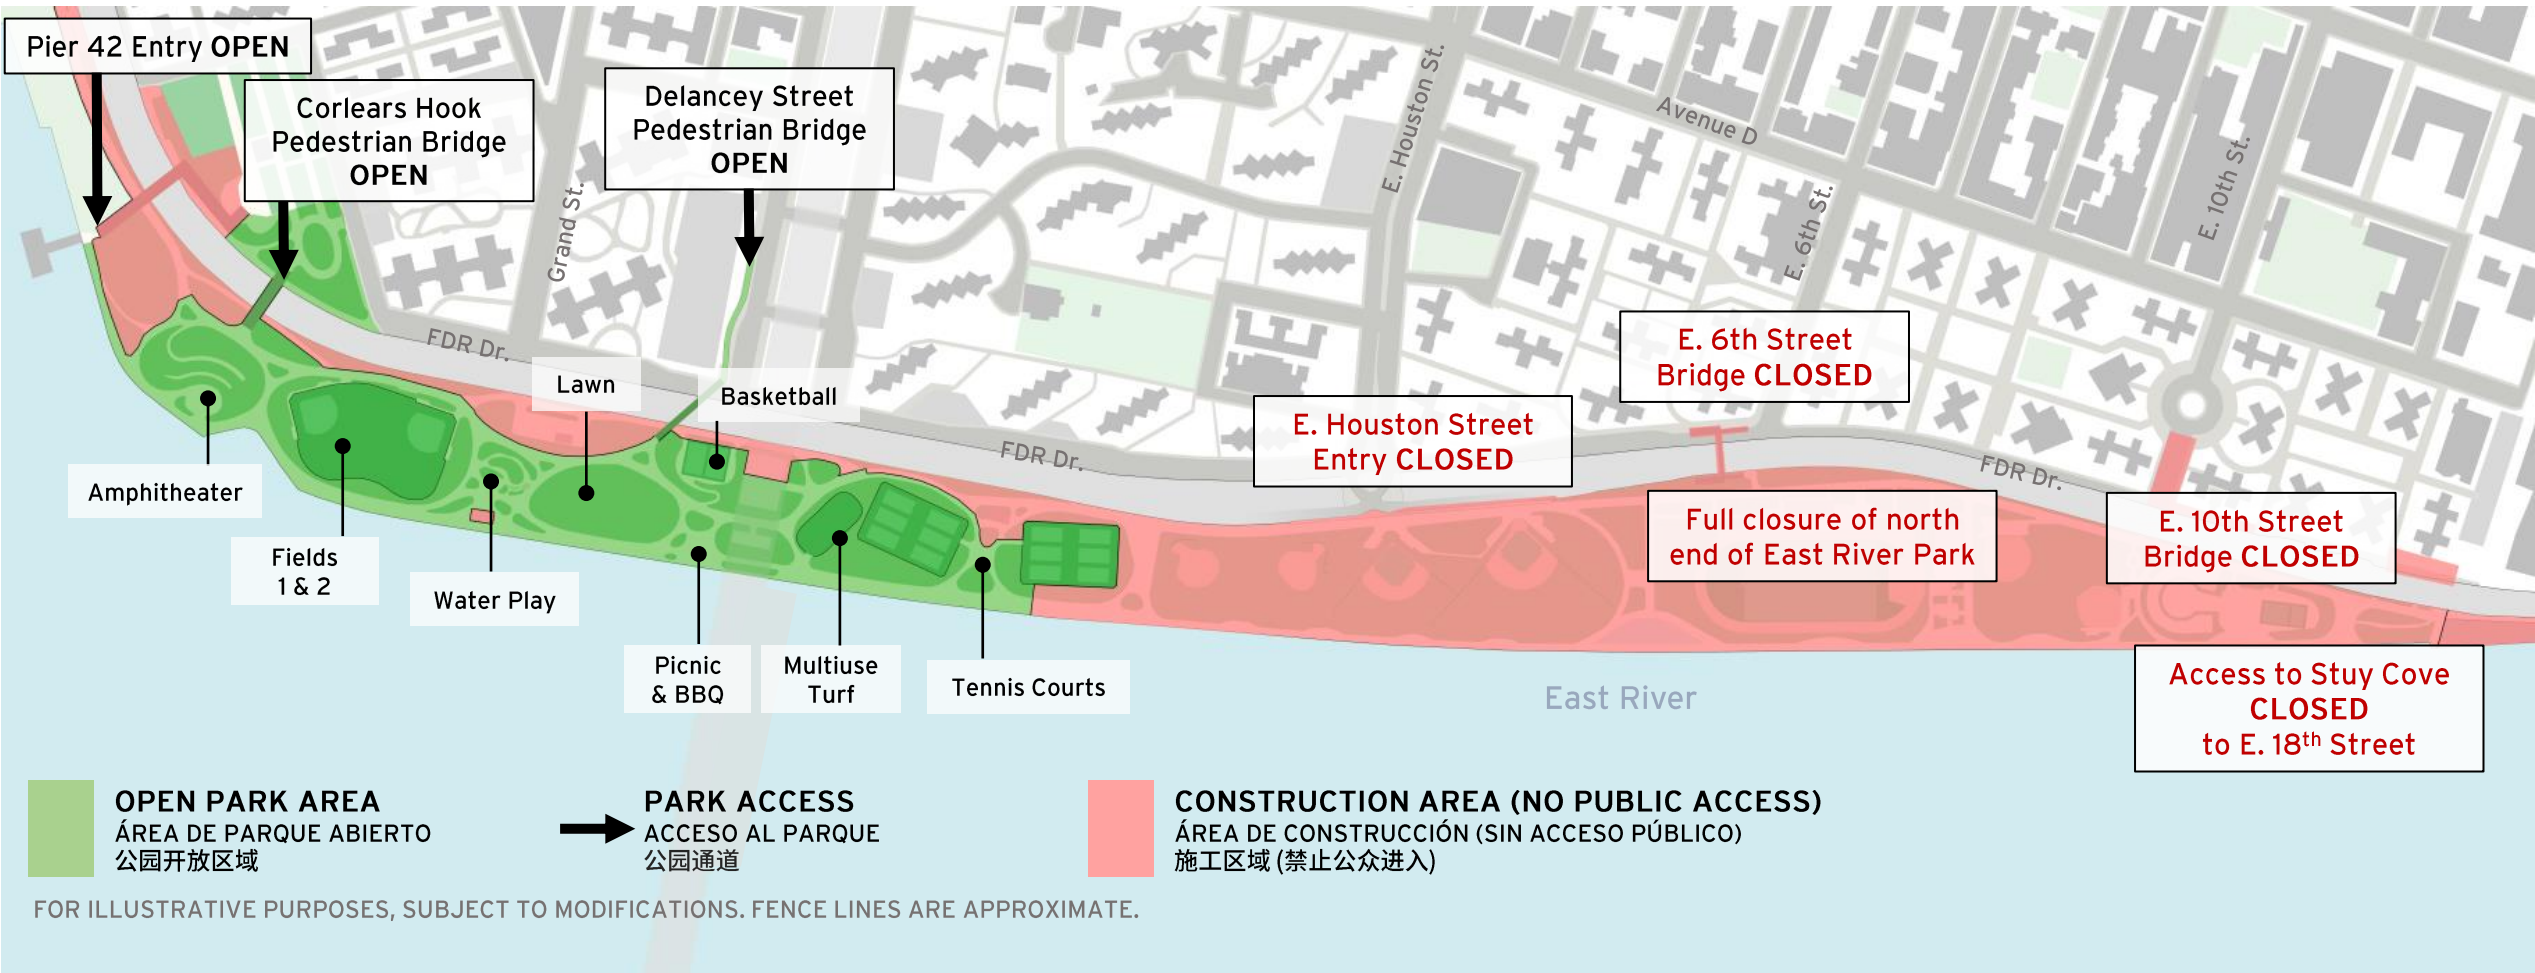 Pier 42 Entry OPEN
Corlears Hook
Pedestrian Bridge
OPEN
Delancey Street
Pedestrian Bridge
OPEN
Grand St.
E. Houston St.
Avenue D
E. 6th St.
E. 10th St.
FDR Dr.
FDR Dr.
FDR Dr.
E. 6th Street
Bridge CLOSED
E. Houston Street
Entry CLOSED
Full closure of north
end of East River Park
E. 10th Street
Bridge CLOSED
Access to Stuy Cove
CLOSED
to E. 18th Street
Lawn
Basketball
Amphitheater
Fields
1 & 2
Water Play
Picnic
& BBQ
Multiuse
Turf
Tennis Courts
East River
OPEN PARK AREA
ÁREA DE PARQUE ABIERTO
公园开放区域
PARK ACCESS
ACCESO AL PARQUE
公园通道
CONSTRUCTION AREA (NO PUBLIC ACCESS)
ÁREA DE CONSTRUCCIÓN (SIN ACCESO PÚBLICO)
施工区域 (禁止公众进入)
FOR ILLUSTRATIVE PURPOSES, SUBJECT TO MODIFICATIONS. FENCE LINES ARE APPROXIMATE.